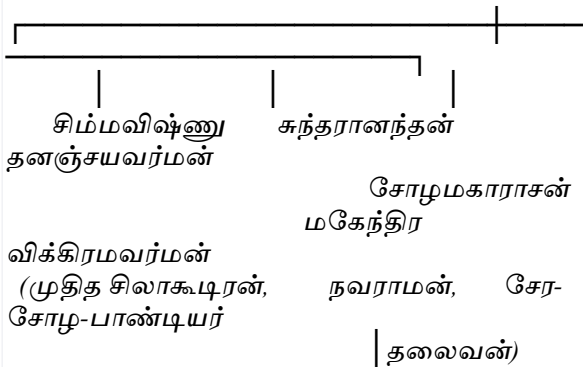 சிம்மவிஷ்ணு சுந்தரானந்தன்
தனஞ்சயவர்மன்
சோழமகாராசன்
மகேந்திர
விக்கிரமவர்மன்
(முதித சிலாகூடிரன், நவராமன், சேர-
சோழ-பாண்டியர்
தலைவன்)